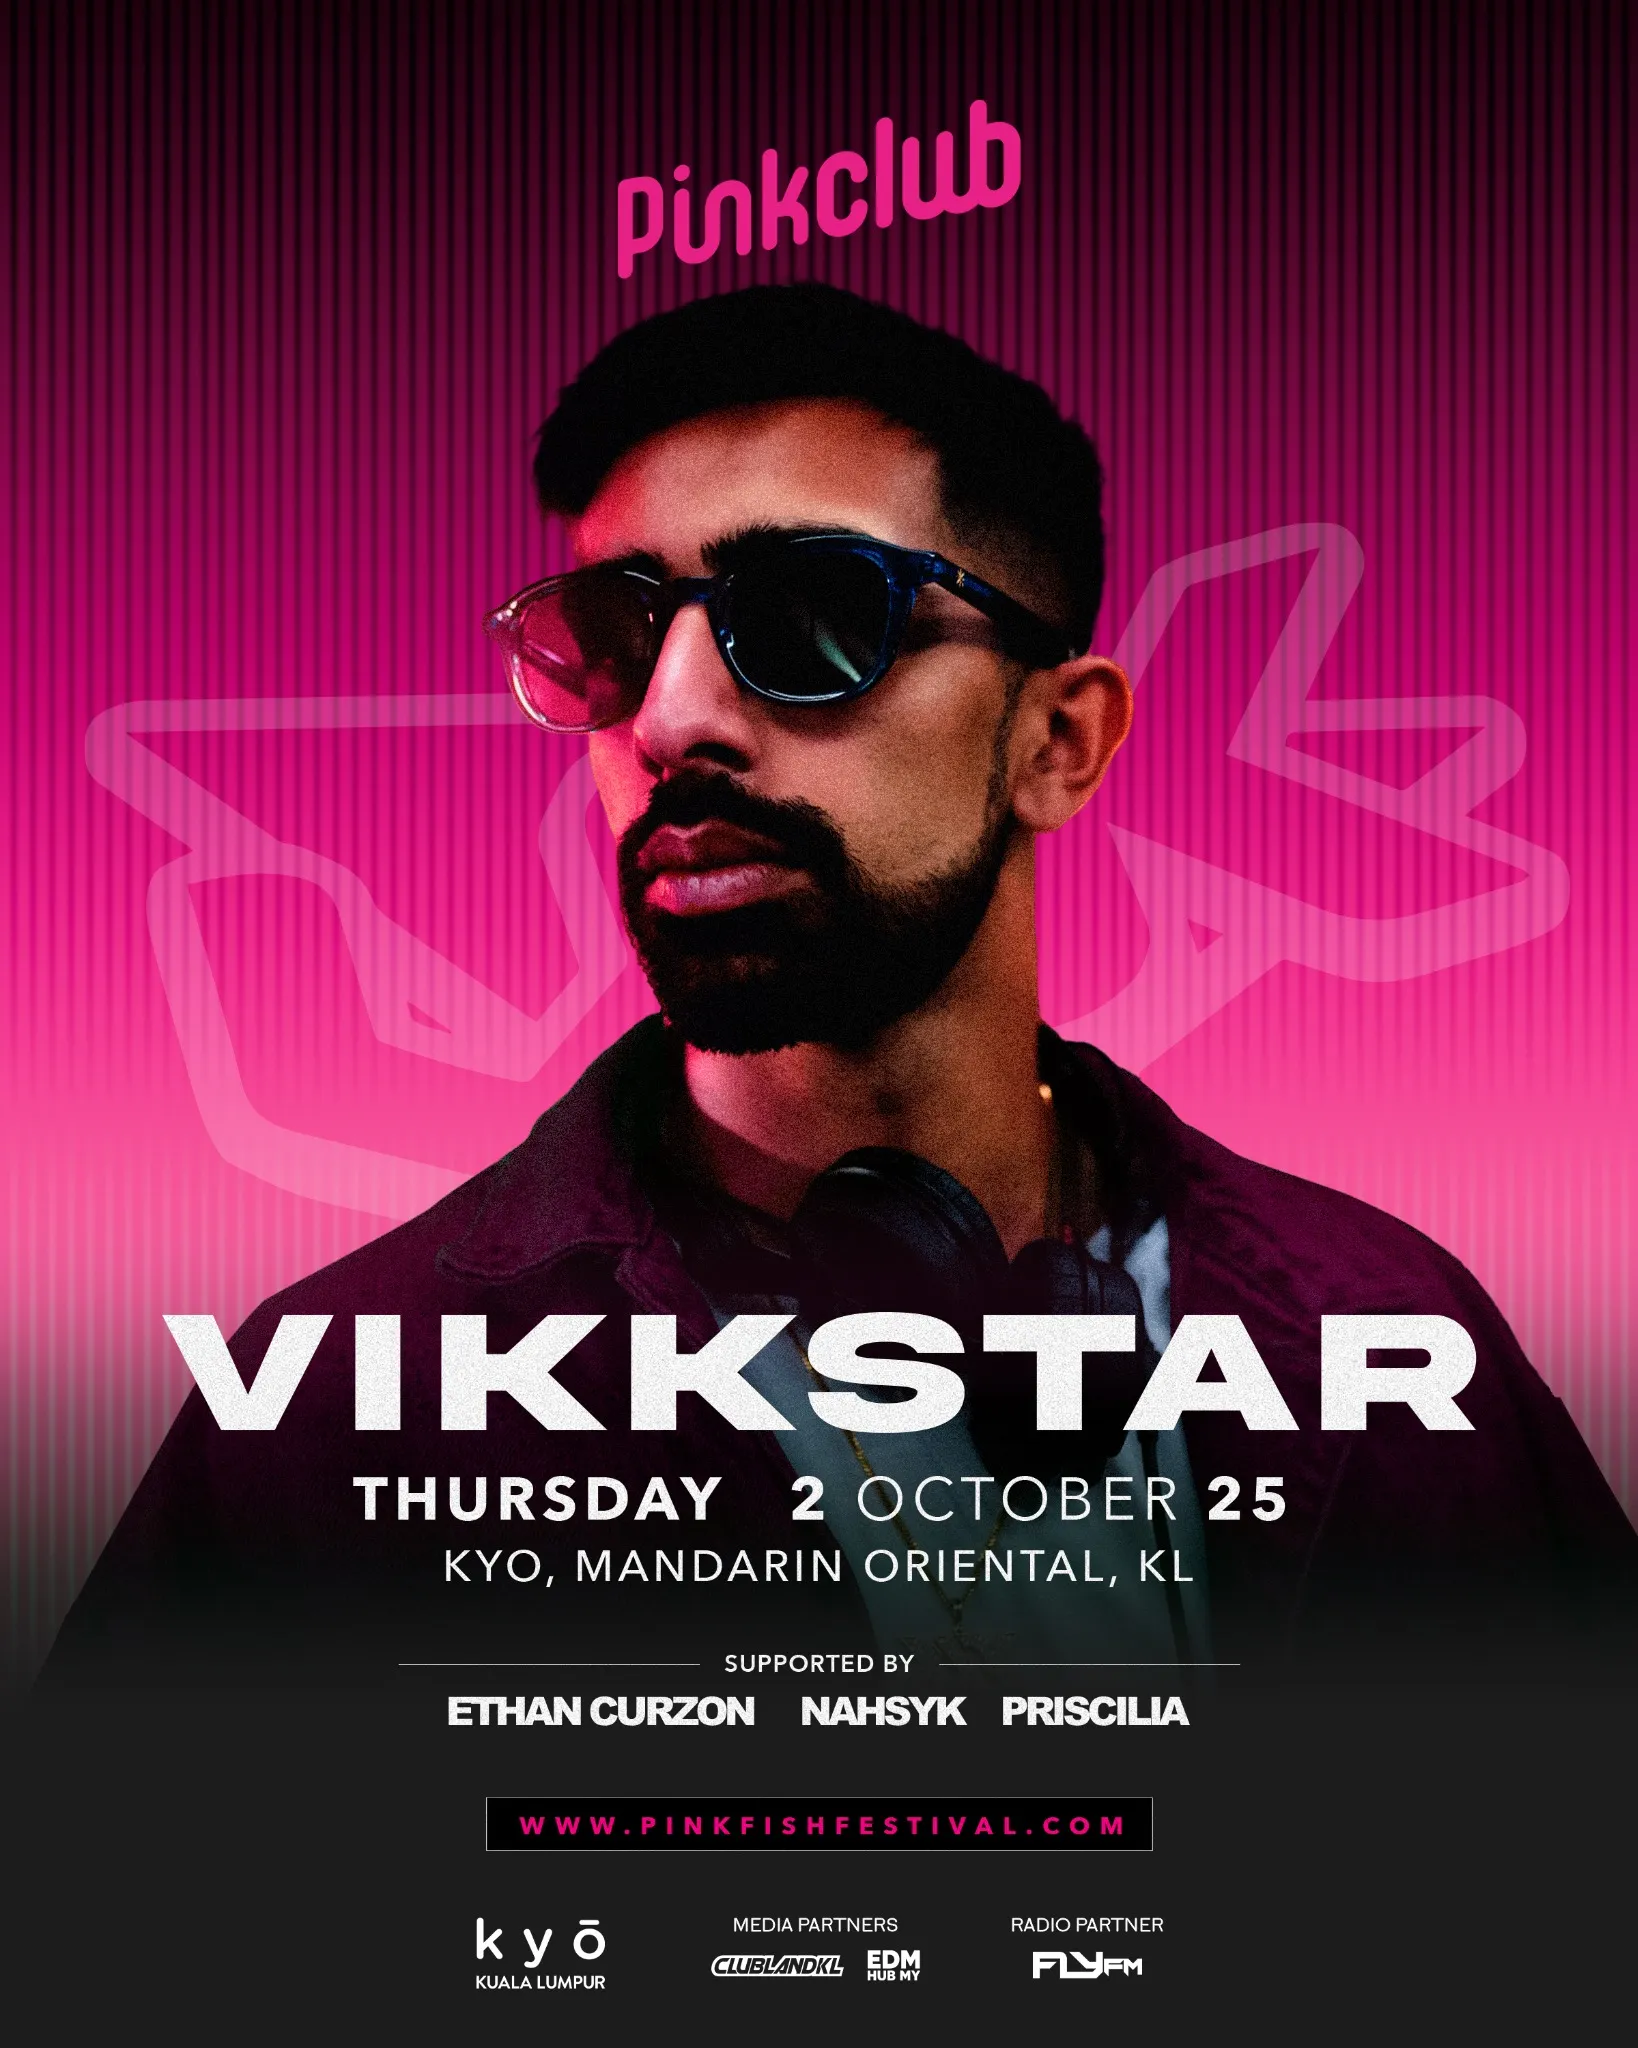 pinkclub
VIKKSTAR
THURSDAY 2 OCTOBER 25
KYO, MANDARIN ORIENTAL, KL
SUPPORTED BY
ETHAN CURZON NAHSYK PRISCILIA
WWW.PINKFISHFESTIVAL.COM
kyō
KUALA LUMPUR
MEDIA PARTNERS
CLUBLANDKL
EDM
HUB MY
RADIO PARTNER
FLYFM